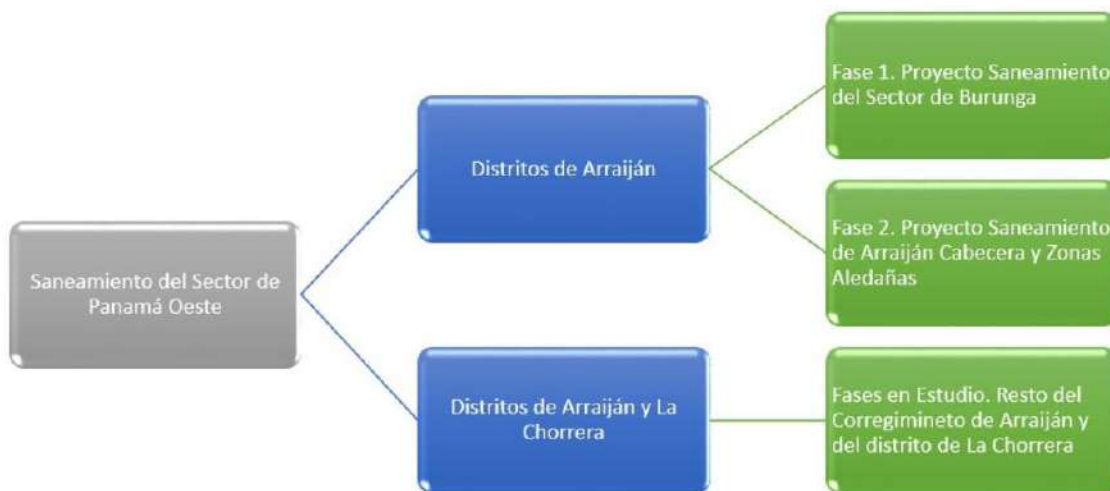 Saneamiento del Sector de
Panamá Oeste
Distritos de Arraiján
Distritos de Arraiján y La
Chorrera
Fase 1. Proyecto Saneamiento
del Sector de Burunga
Fase 2. Proyecto Saneamiento
de Arraiján Cabecera y Zonas
Aledañas
Fases en Estudio. Resto del
Corregimineto de Arraiján y
del distrito de La Chorrera